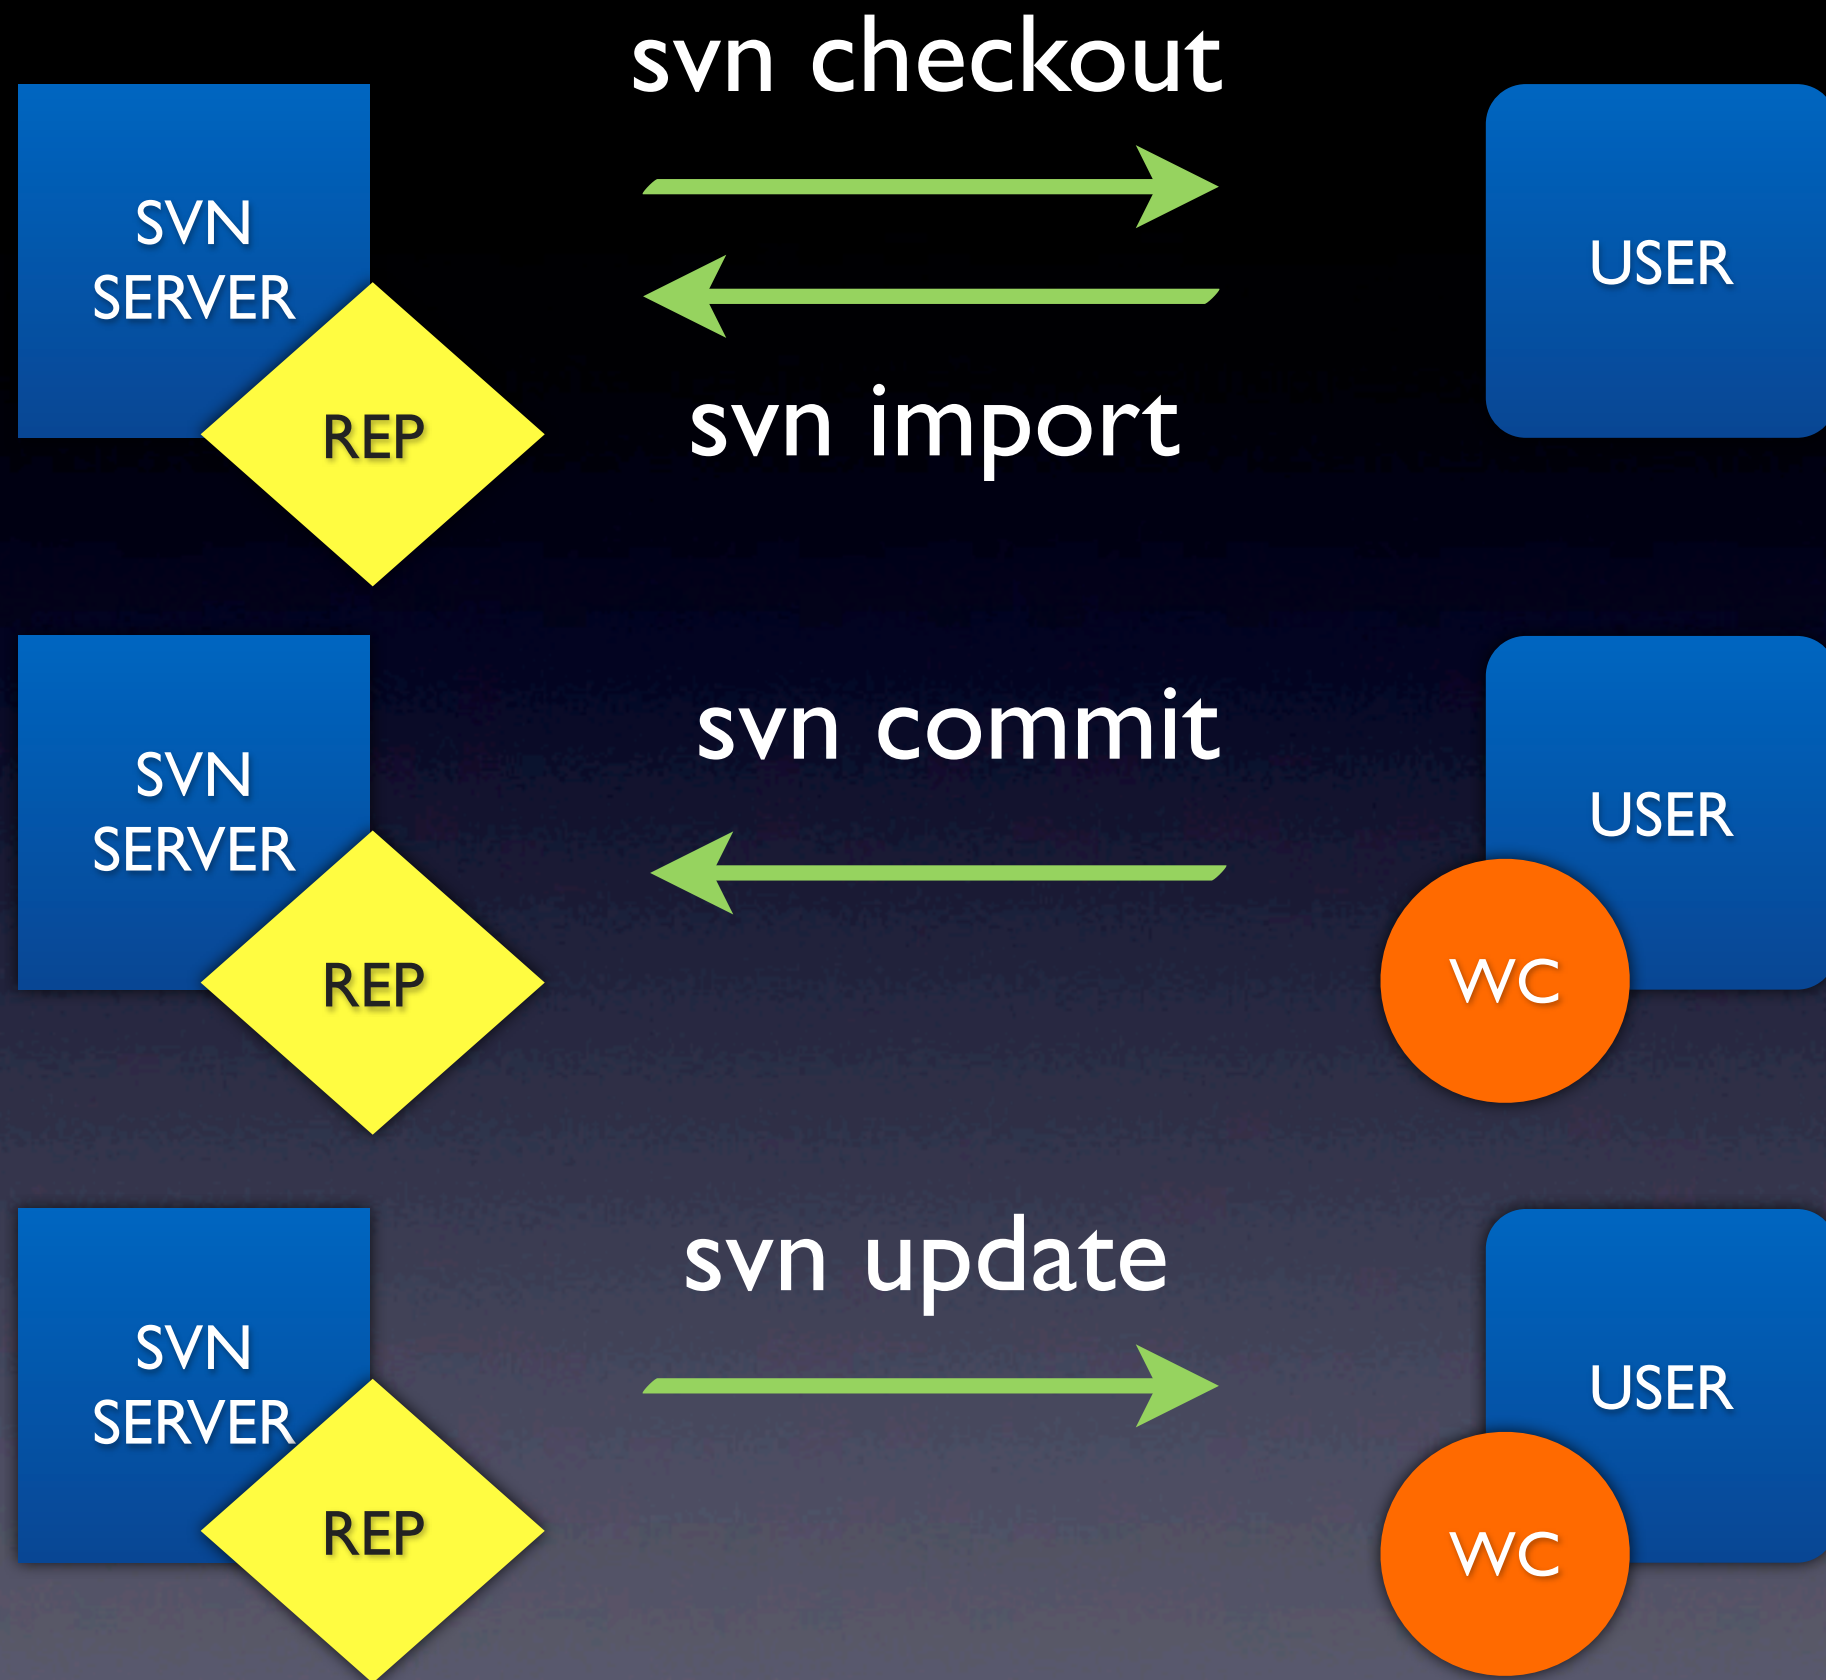 svn checkout
SVN
SERVER
REP
USER
svn import
svn commit
SVN
SERVER
REP
USER
WC
svn update
SVN
SERVER
REP
USER
WC